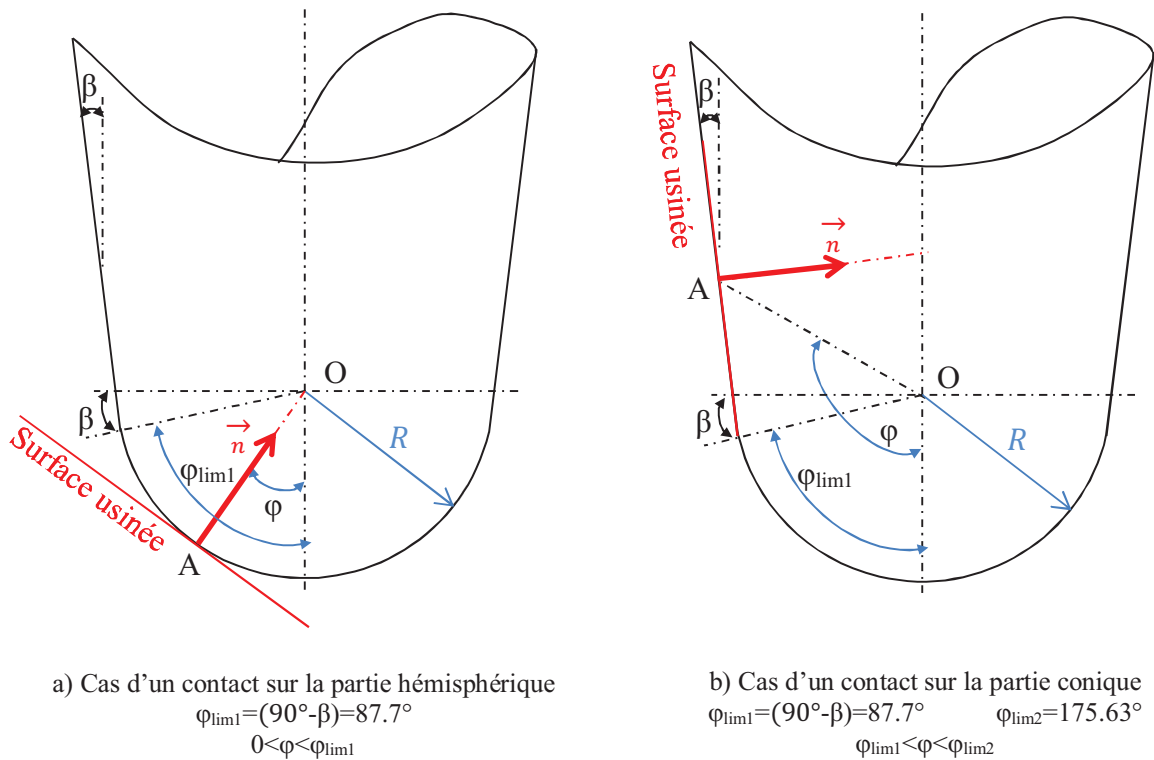 β
O
β
n
R
φlim1
φ
Surface usinée
A
a) Cas d'un contact sur la partie hémisphérique
φlim1=(90°-β)=87.7°
0<φ<φlim1
Surface usinée
β
n
A
O
β
φ
R
φlim1
b) Cas d'un contact sur la partie conique
φlim1=(90°-β)=87.7° φlim2=175.63°
φlim1<φ<φlim2